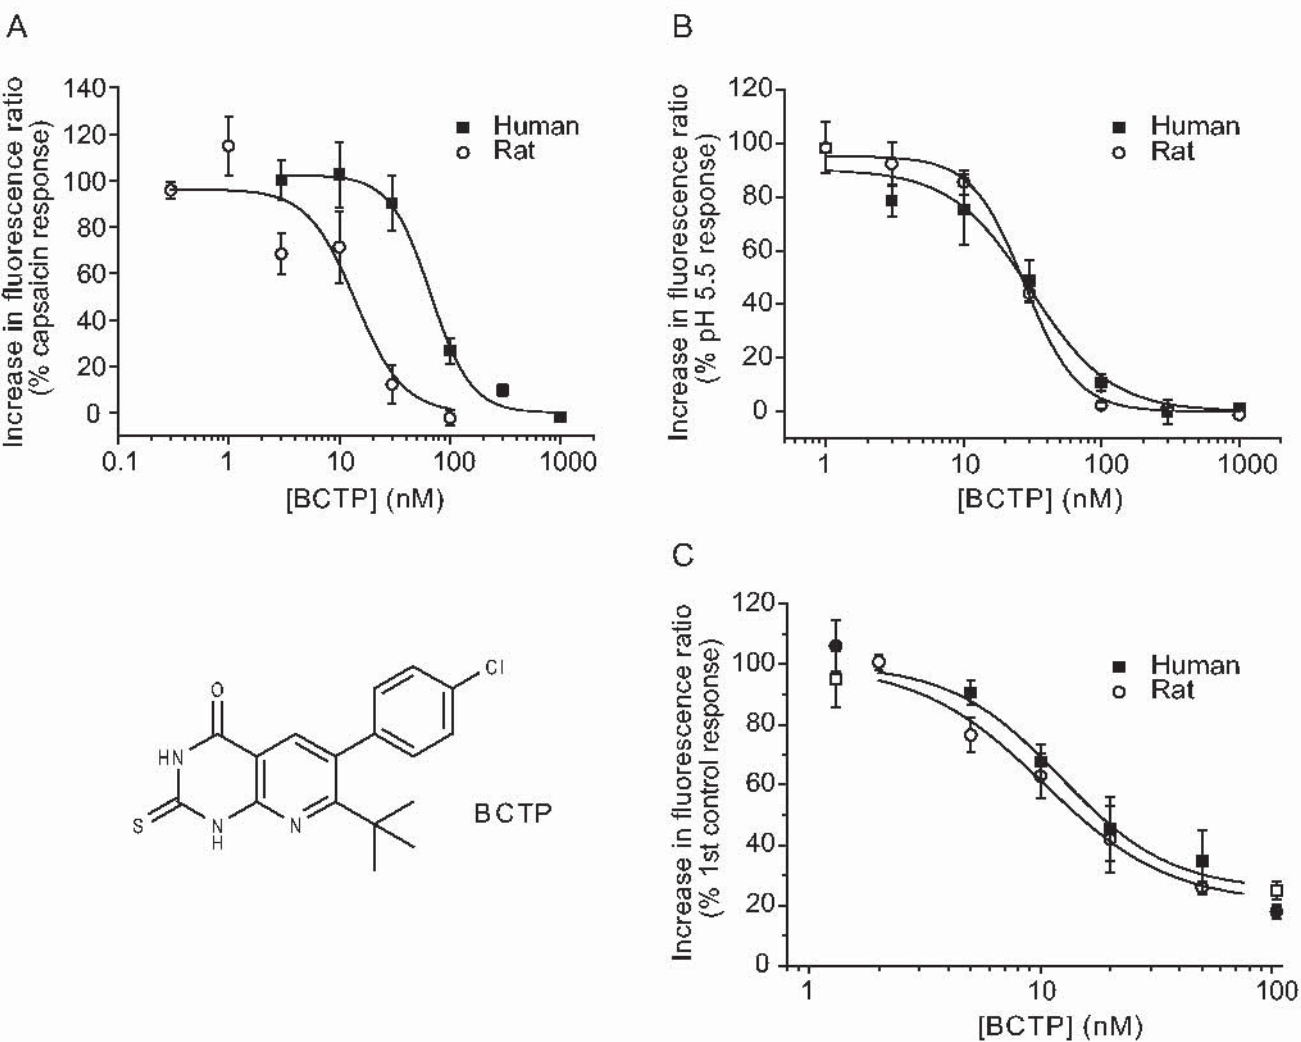 A
Increase in fluorescence ratio
(% capsaicin response)
140
120
100
80
60
40
20
0
0.1 1 10 100 1000
[BCTP] (nM)
Human
Rat
B
Increase in fluorescence ratio
(% pH 5.5 response)
120
100
80
60
40
20
0
1 10 100 1000
[BCTP] (nM)
Human
Rat
O
HN
S
N
H
N
Cl
BCTP
C
Increase in fluorescence ratio
(% 1st control response)
120
100
80
60
40
20
0
1 10 100
[BCTP] (nM)
Human
Rat